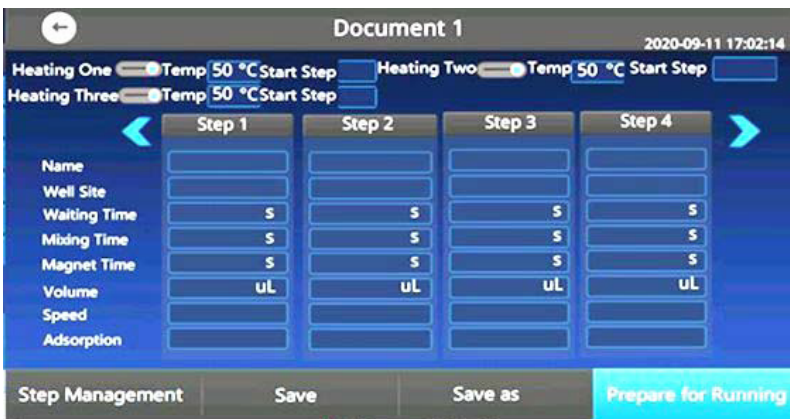 Document 1
2020-09-11 17:02:14
Heating One Temp 50 °C Start Step Heating Two Temp 50 °C Start Step
Heating Three Temp 50 °C Start Step
Step 1 Step 2 Step 3 Step 4
Name
Well Site
Waiting Time s s s s
Mixing Time s s s s
Magnet Time s s s s
Volume uL uL uL uL
Speed
Adsorption
Step Management Save Save as Prepare for Running